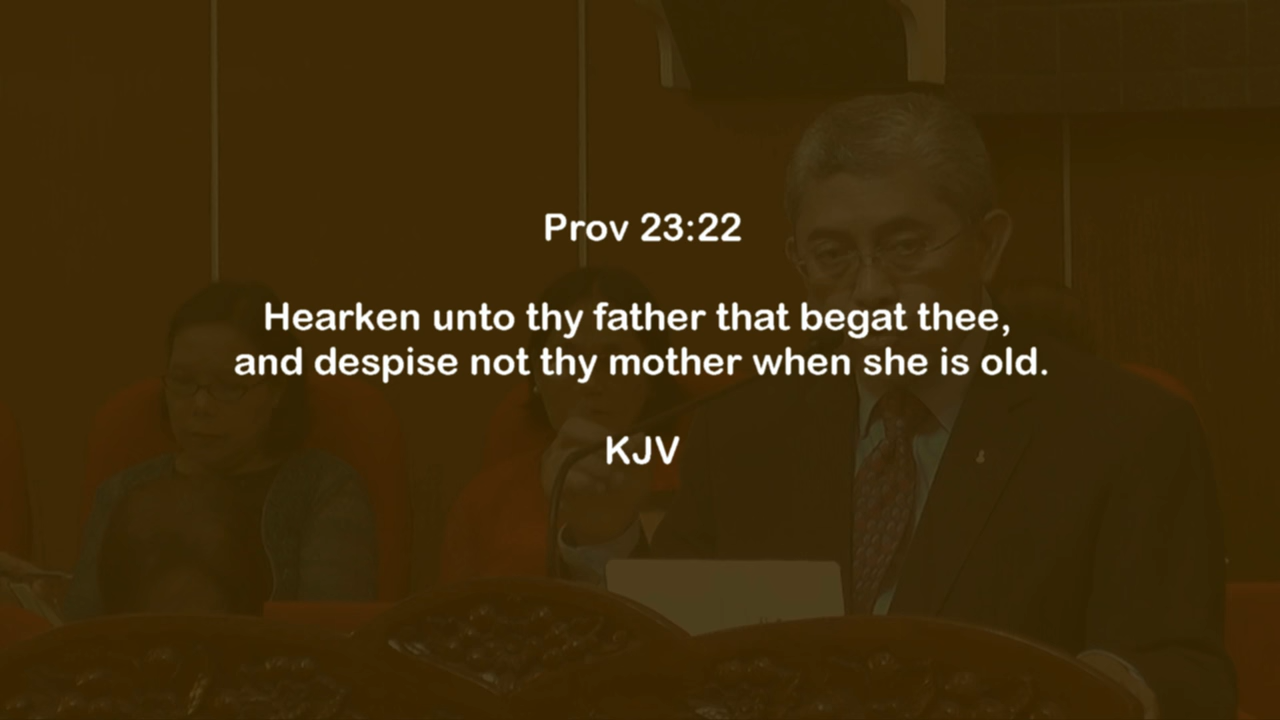 Prov 23:22
Hearken unto thy father that begat thee,
and despise not thy mother when she is old.
KJV